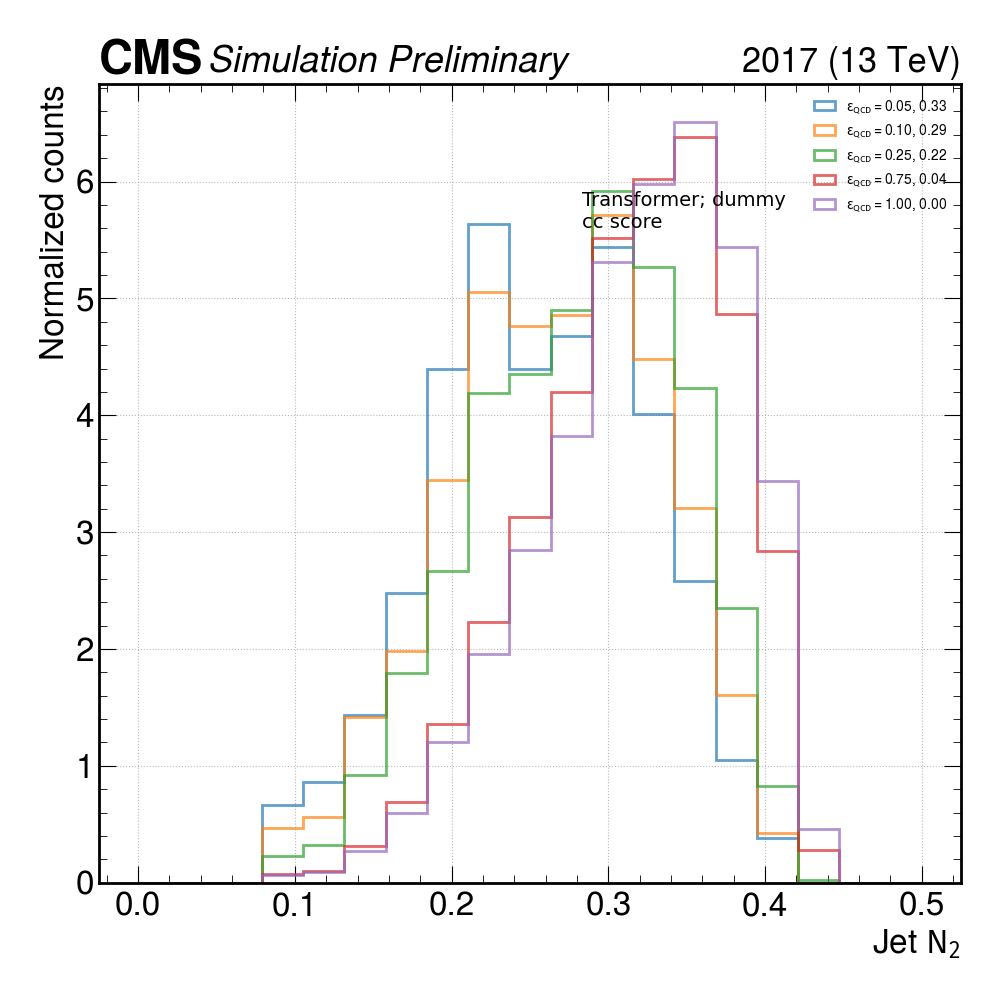 CMS Simulation Preliminary 2017 (13 TeV)
Normalized counts
εQCD = 0.05, 0.33
εQCD = 0.10, 0.29
εQCD = 0.25, 0.22
εQCD = 0.75, 0.04
εQCD = 1.00, 0.00
Transformer; dummy
cc score
6
5
4
3
2
1
0
0.0 0.1 0.2 0.3 0.4 0.5
Jet N₂